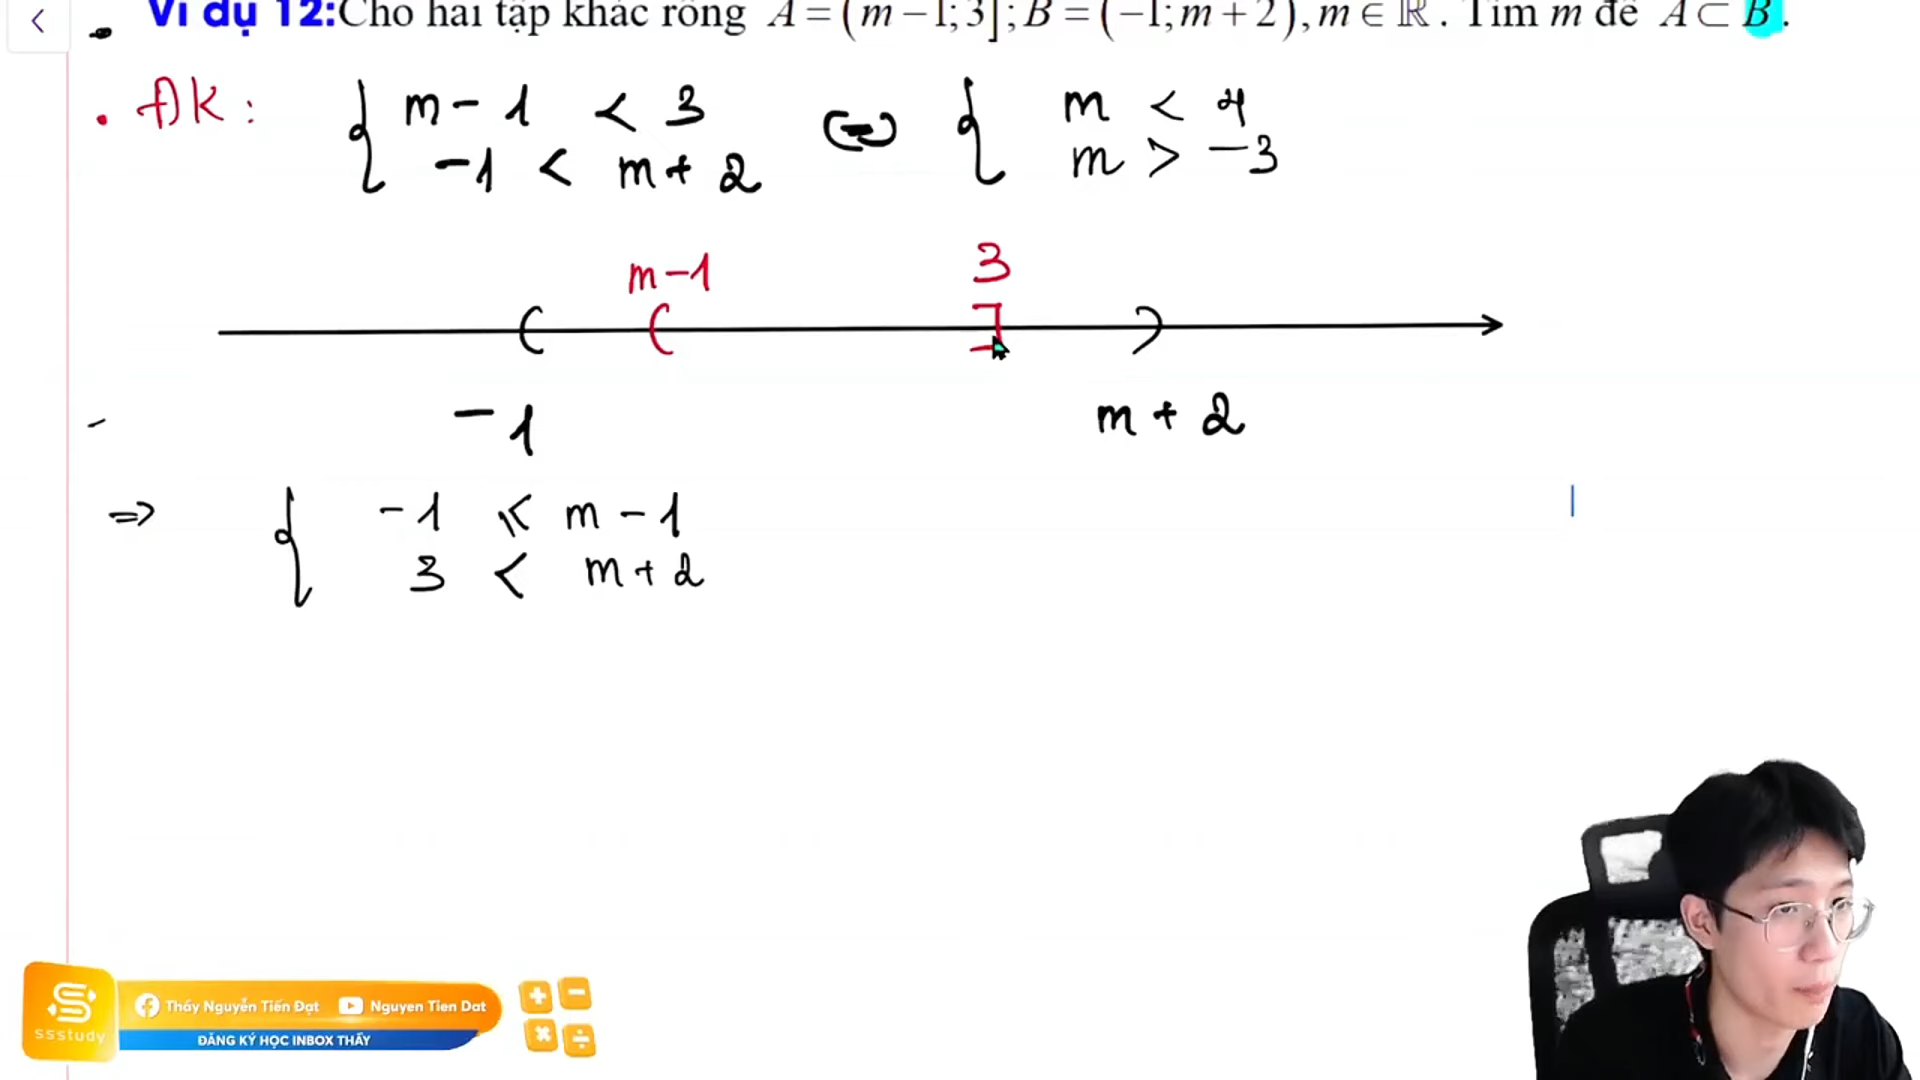 Ví dụ 12:Cho hai tập khác rỗng A = (m − 1; 3]; B = (−1; m + 2), m ∈ ℝ. Tìm m để A ⊂ B.
ĐK: { m - 1 < 3 ⇔ { m < 4
-1 < m + 2 m > -3
m-1 3
-1 m + 2
⇒ { -1 ⩽ m - 1
3 < m + 2
ssstudy
Thầy Nguyễn Tiến Đạt Nguyen Tien Dat
ĐĂNG KÝ HỌC INBOX THẦY